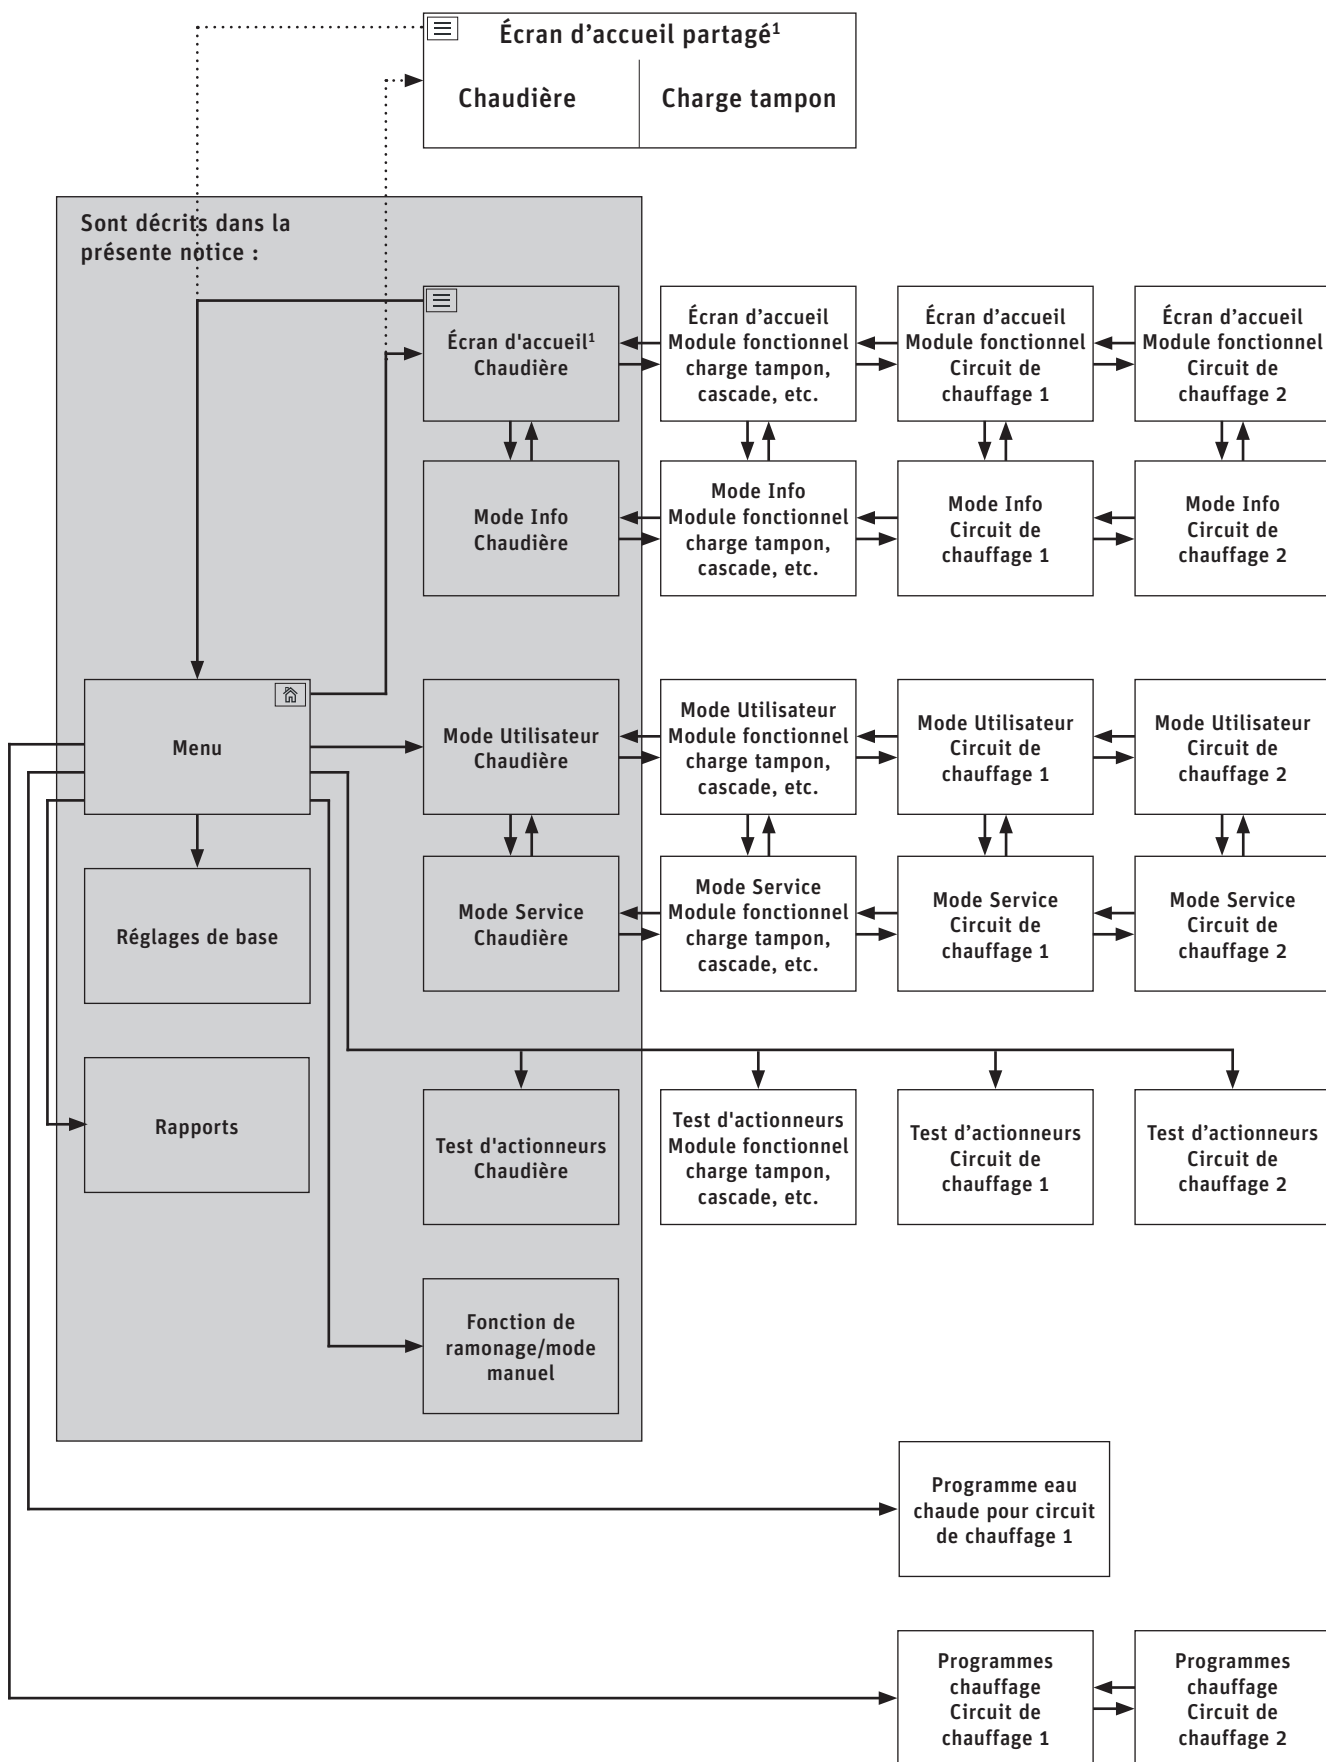 Écran d’accueil partagé¹
Chaudière
Charge tampon
Sont décrits dans la
présente notice :
Écran d'accueil¹
Chaudière
Écran d’accueil
Module fonctionnel
charge tampon,
cascade, etc.
Écran d’accueil
Module fonctionnel
Circuit de
chauffage 1
Écran d’accueil
Module fonctionnel
Circuit de
chauffage 2
Mode Info
Chaudière
Mode Info
Module fonctionnel
charge tampon,
cascade, etc.
Mode Info
Circuit de
chauffage 1
Mode Info
Circuit de
chauffage 2
Menu
Mode Utilisateur
Chaudière
Mode Utilisateur
Module fonctionnel
charge tampon,
cascade, etc.
Mode Utilisateur
Circuit de
chauffage 1
Mode Utilisateur
Circuit de
chauffage 2
Réglages de base
Mode Service
Chaudière
Mode Service
Module fonctionnel
charge tampon,
cascade, etc.
Mode Service
Circuit de
chauffage 1
Mode Service
Circuit de
chauffage 2
Rapports
Test d'actionneurs
Chaudière
Test d'actionneurs
Module fonctionnel
charge tampon,
cascade, etc.
Test d’actionneurs
Circuit de
chauffage 1
Test d’actionneurs
Circuit de
chauffage 2
Fonction de
ramonage/mode
manuel
Programme eau
chaude pour circuit
de chauffage 1
Programmes
chauffage
Circuit de
chauffage 1
Programmes
chauffage
Circuit de
chauffage 2